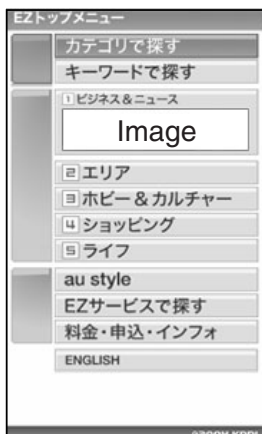 EZトップメニュー
カテゴリで探す
キーワードで探す
1 ビジネス&ニュース
Image
2 エリア
3 ホビー&カルチャー
4 ショッピング
5 ライフ
au style
EZサービスで探す
料金・申込・インフォ
ENGLISH